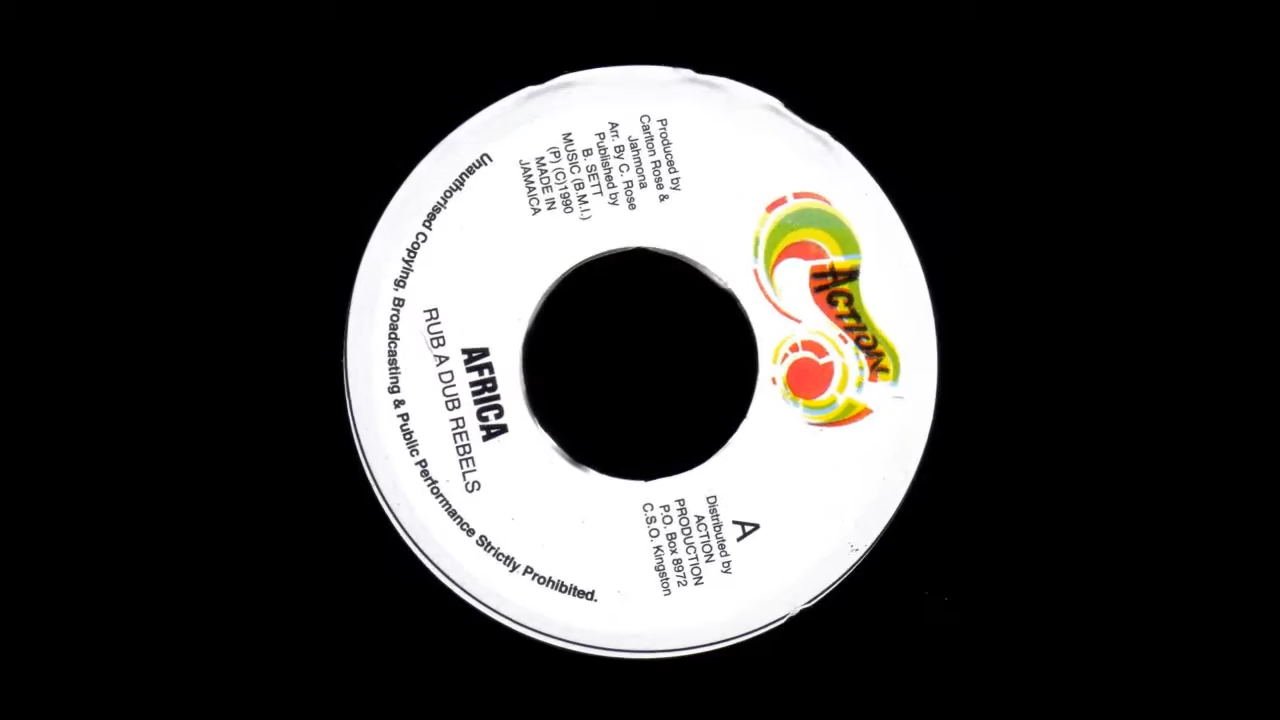 ACTION
Produced by
Carlton Rose &
Jahmona
Arr. By C. Rose
Published by
B. SETT
MUSIC (B.M.I.)
(P) (C)1990
MADE IN
JAMAICA
A
Distributed by
ACTION
PRODUCTION
P.O. Box 8972
C.S.O. Kingston
AFRICA
RUB A DUB REBELS
Unauthorised Copying, Broadcasting & Public Performance Strictly Prohibited.